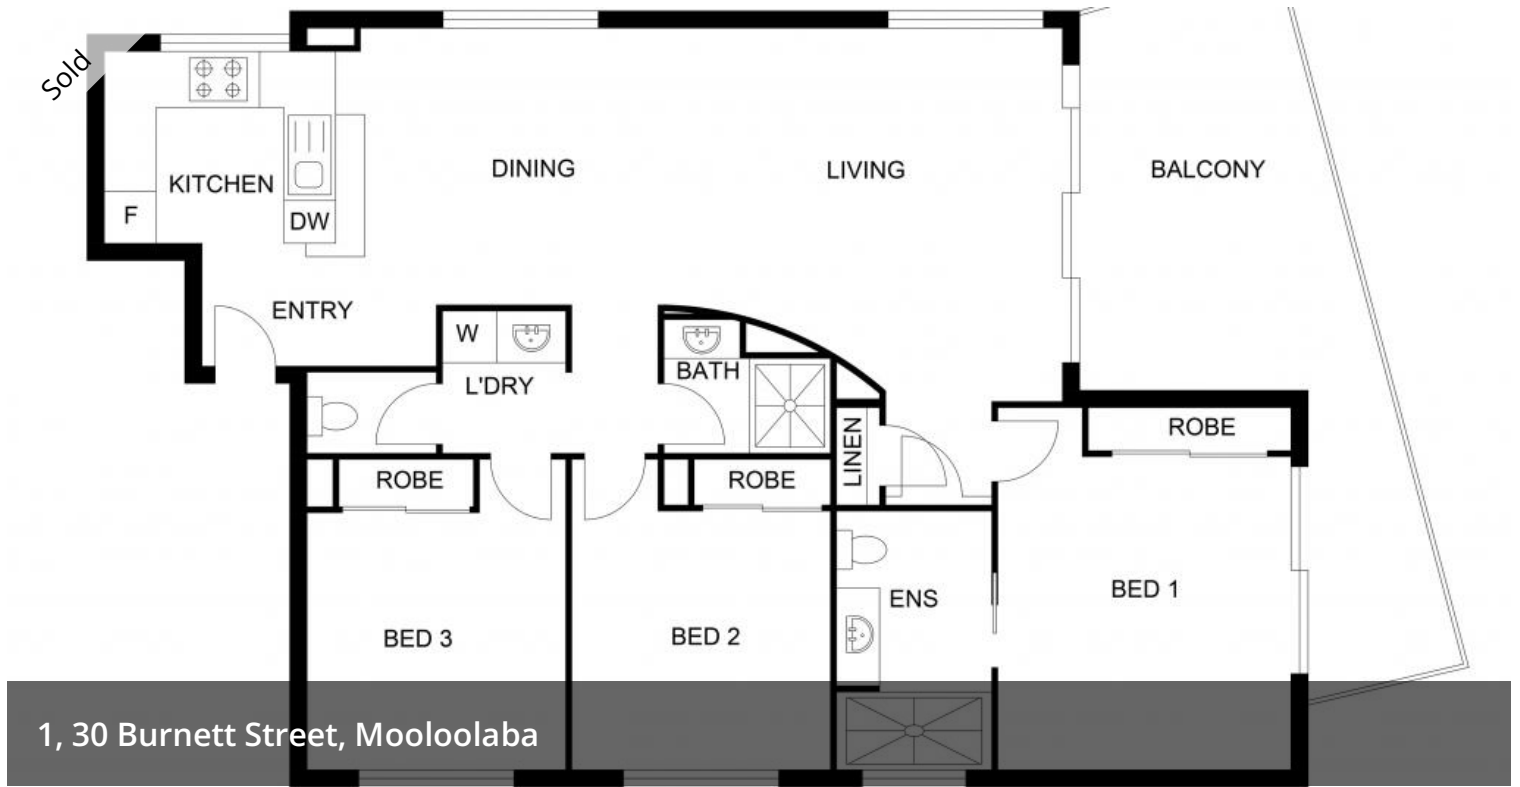 Sold
KITCHEN
DINING
LIVING
BALCONY
F
DW
ENTRY
W
L'DRY
BATH
LINEN
ROBE
ROBE
ROBE
ENS
BED 1
BED 3
BED 2
1, 30 Burnett Street, Mooloolaba